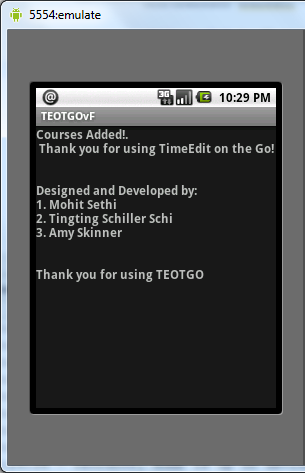 5554:emulate
@ 3G 10:29 PM
TEOTGOvF
Courses Added!.
Thank you for using TimeEdit on the Go!
Designed and Developed by:
1. Mohit Sethi
2. Tingting Schiller Schi
3. Amy Skinner
Thank you for using TEOTGO